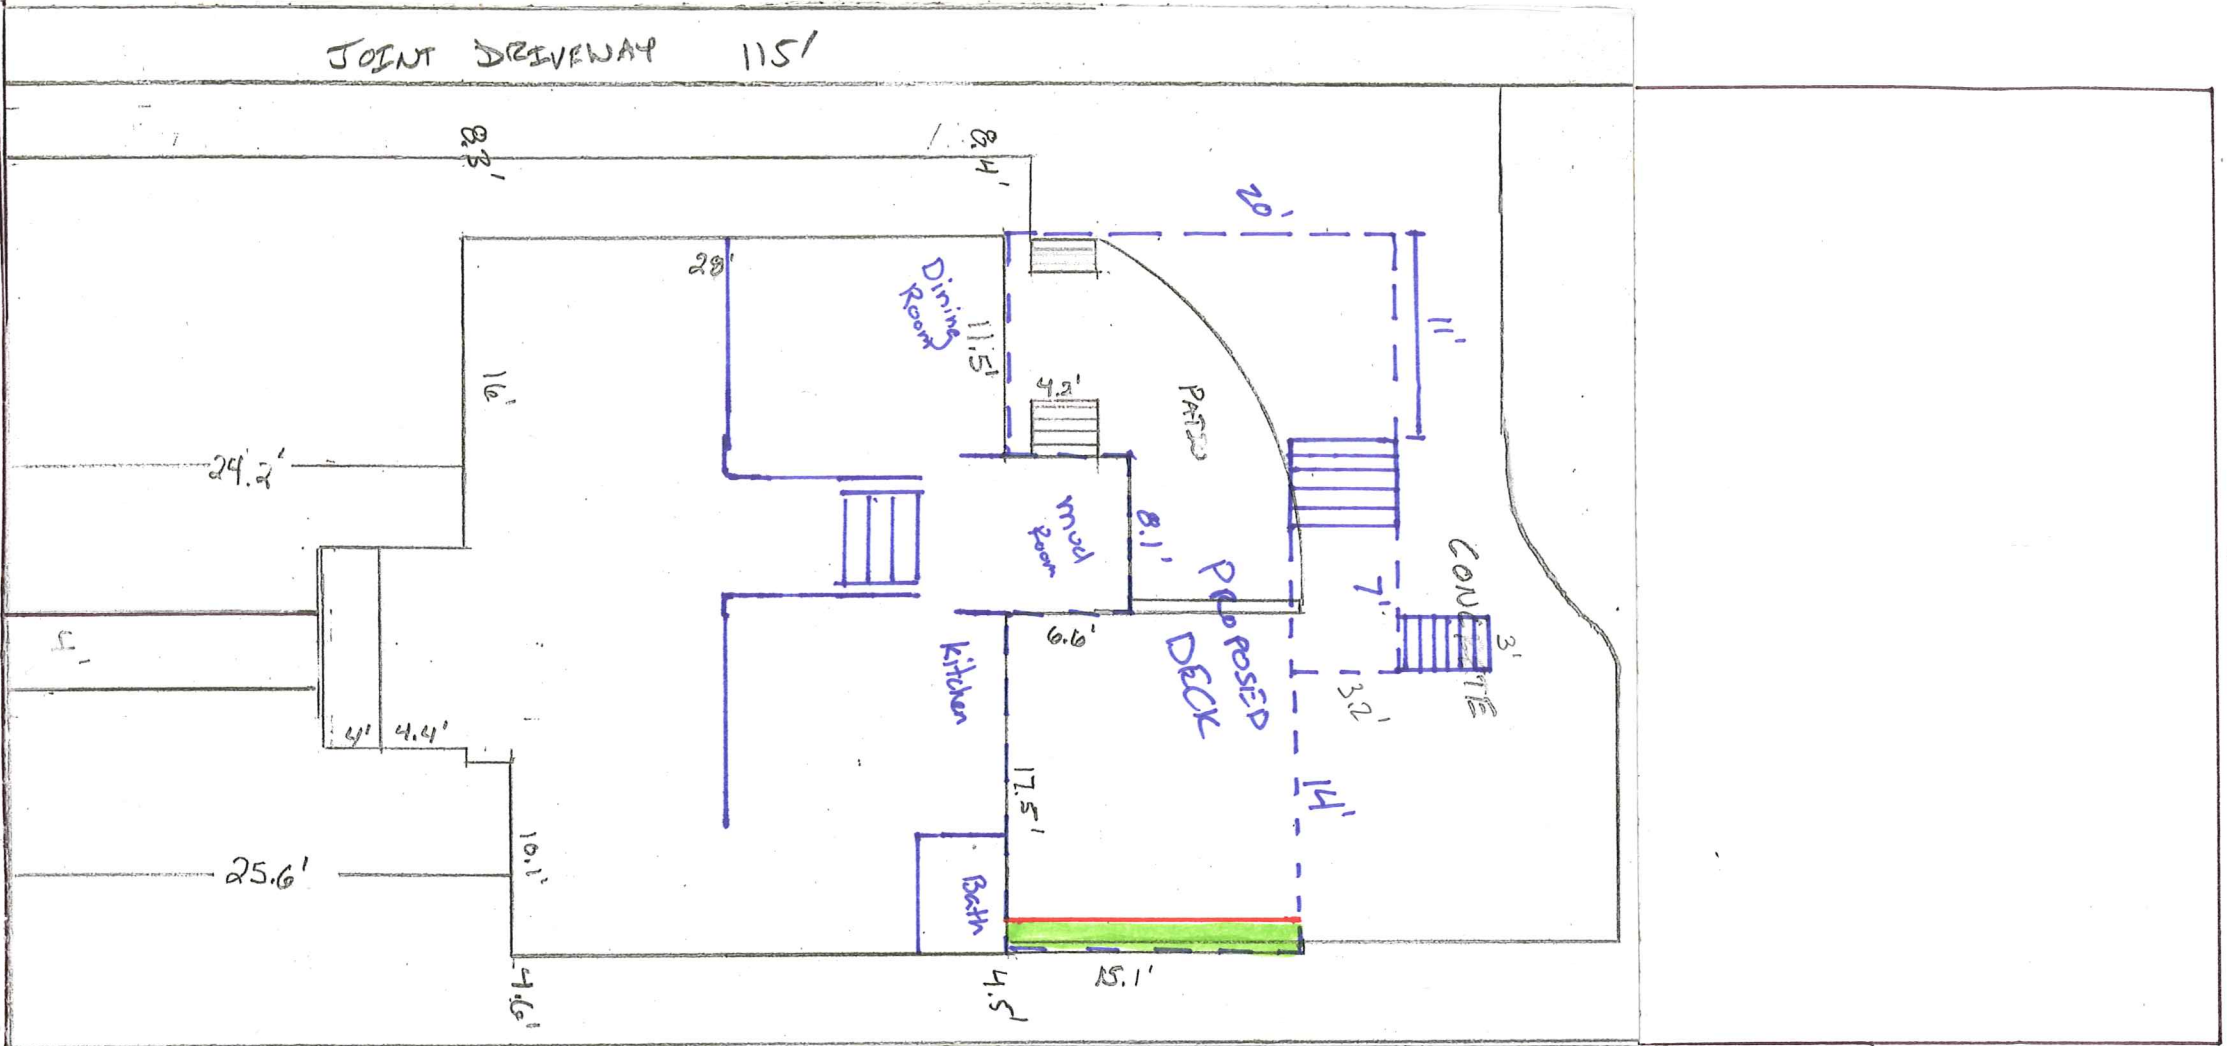 JOINT DRIVEWAY 115'
8.3'
8.4'
20'
28'
Dining
Room
11.5'
11'
16'
4.2'
PATIO
24.2'
mud
Room
8.1'
PROPOSED
DECK
7'
CONCRETE
3'
6.6'
kitchen
3.2'
4'
4'
4.4'
17.5'
14'
10.1'
25.6'
Bath
4.6'
4.5'
15.1'